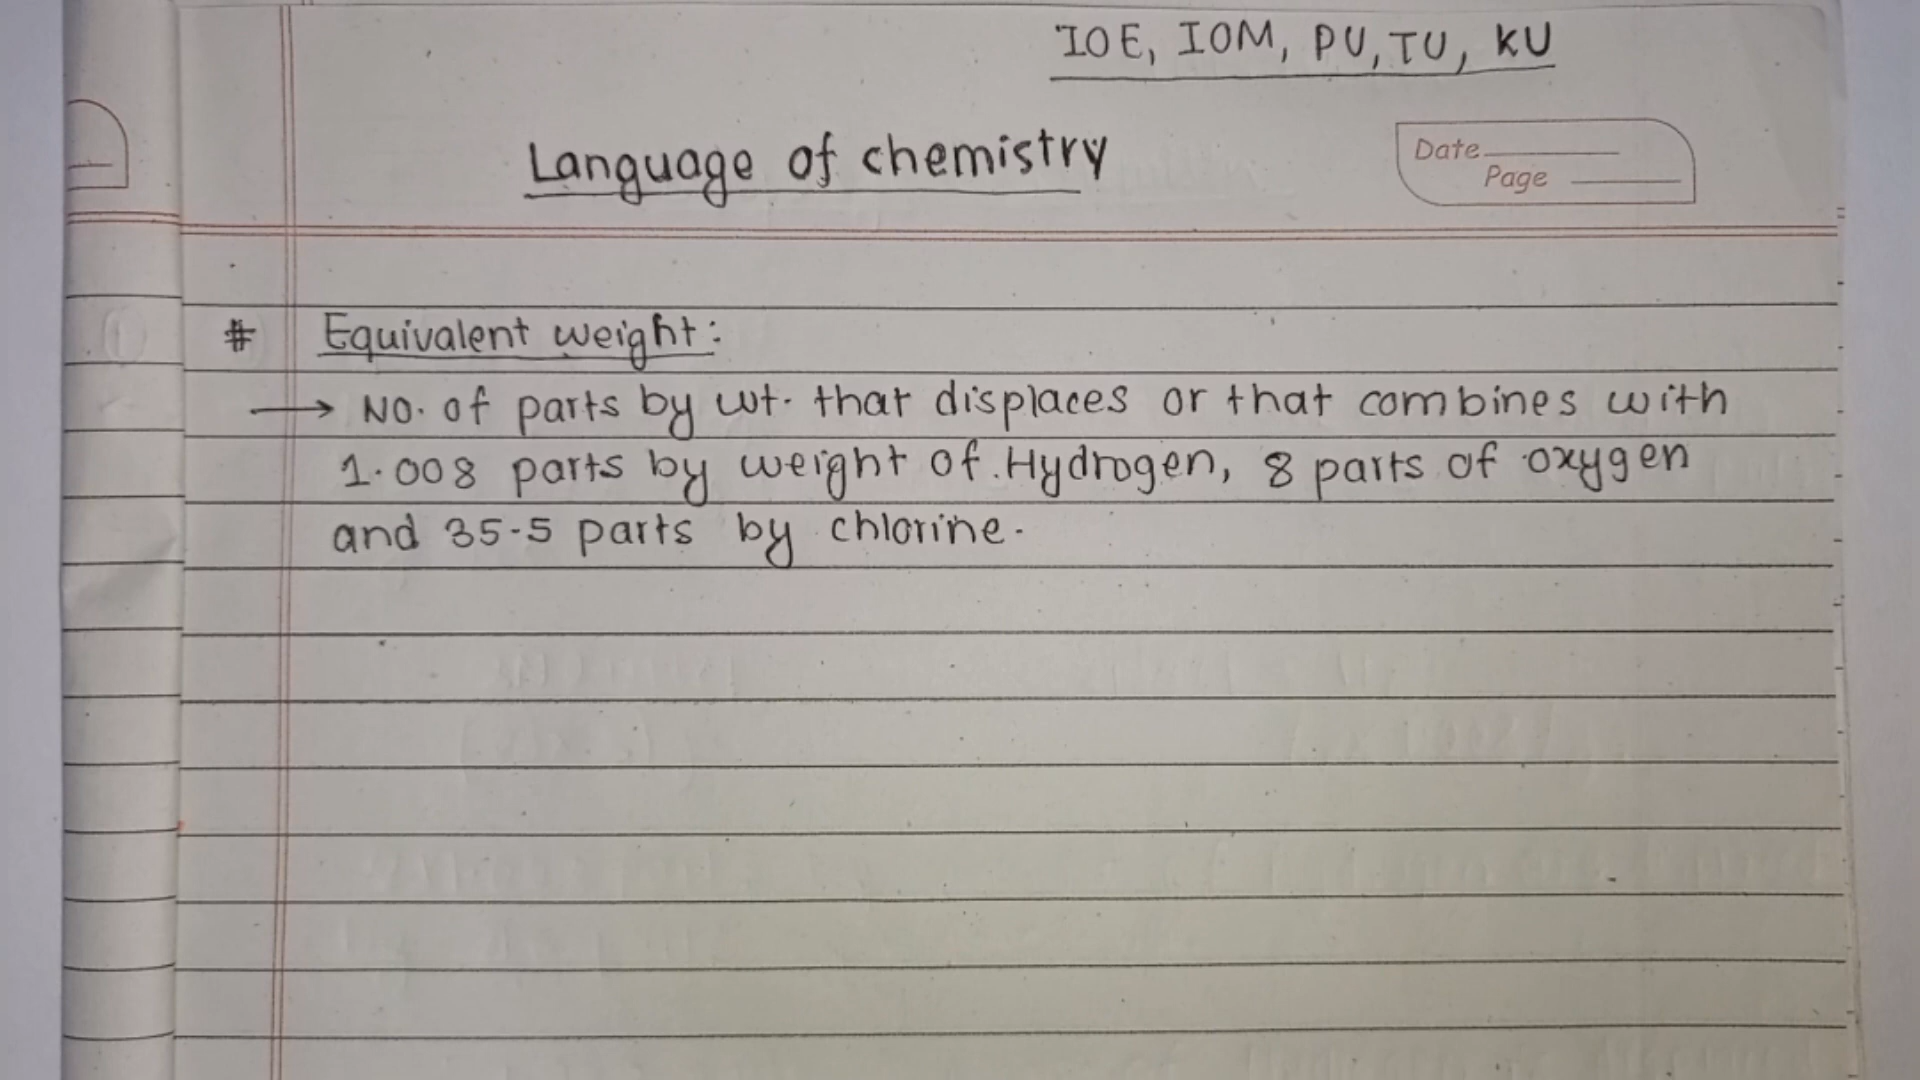 IOE, IOM, PU, TU, KU
Language of chemistry
Date
Page
# Equivalent weight:
→ NO. of parts by wt. that displaces or that combines with
1.008 parts by weight of Hydrogen, 8 parts of oxygen
and 35.5 parts by chlorine.